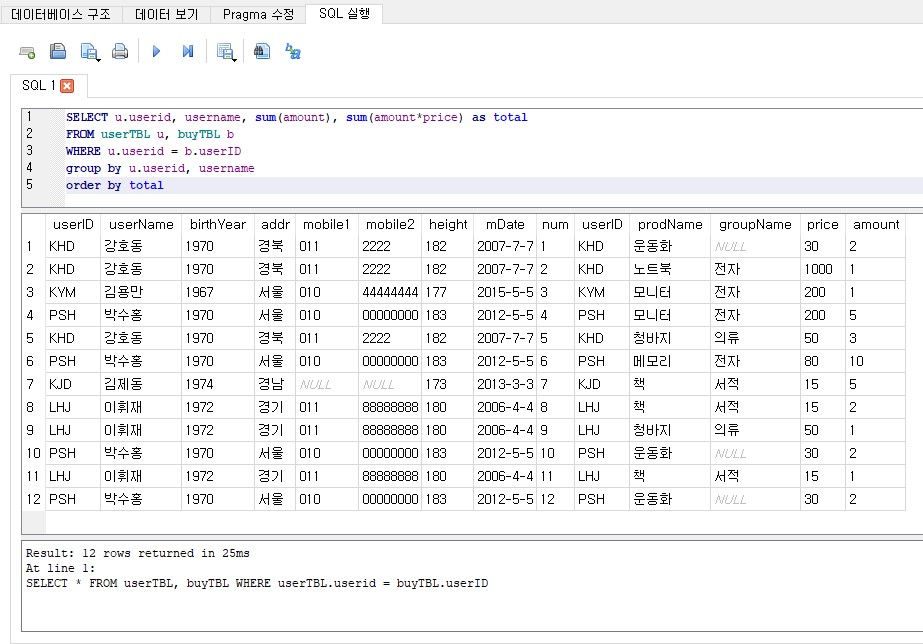 데이터베이스 구조 데이터 보기 Pragma 수정 SQL 실행
SQL 1
1 SELECT u.userid, username, sum(amount), sum(amount*price) as total
2 FROM userTBL u, buyTBL b
3 WHERE u.userid = b.userID
4 group by u.userid, username
5 order by total
userID userName birthYear addr mobile1 mobile2 height mDate num userID prodName groupName price amount
1 KHD 강호동 1970 경북 011 2222 182 2007-7-7 1 KHD 운동화 NULL 30 2
2 KHD 강호동 1970 경북 011 2222 182 2007-7-7 2 KHD 노트북 전자 1000 1
3 KYM 김용만 1967 서울 010 44444444 177 2015-5-5 3 KYM 모니터 전자 200 1
4 PSH 박수홍 1970 서울 010 00000000 183 2012-5-5 4 PSH 모니터 전자 200 5
5 KHD 강호동 1970 경북 011 2222 182 2007-7-7 5 KHD 청바지 의류 50 3
6 PSH 박수홍 1970 서울 010 00000000 183 2012-5-5 6 PSH 메모리 전자 80 10
7 KJD 김제동 1974 경남 NULL NULL 173 2013-3-3 7 KJD 책 서적 15 5
8 LHJ 이휘재 1972 경기 011 88888888 180 2006-4-4 8 LHJ 책 서적 15 2
9 LHJ 이휘재 1972 경기 011 88888888 180 2006-4-4 9 LHJ 청바지 의류 50 1
10 PSH 박수홍 1970 서울 010 00000000 183 2012-5-5 10 PSH 운동화 NULL 30 2
11 LHJ 이휘재 1972 경기 011 88888888 180 2006-4-4 11 LHJ 책 서적 15 1
12 PSH 박수홍 1970 서울 010 00000000 183 2012-5-5 12 PSH 운동화 NULL 30 2
Result: 12 rows returned in 25ms
At line 1:
SELECT * FROM userTBL, buyTBL WHERE userTBL.userid = buyTBL.userID